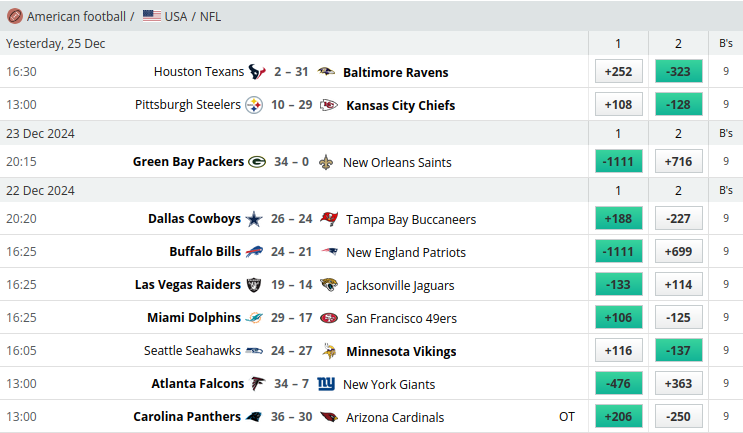 American football / USA / NFL
Yesterday, 25 Dec 1 2 B's
16:30 Houston Texans 2 – 31 Baltimore Ravens +252 -323 9
13:00 Pittsburgh Steelers 10 – 29 Kansas City Chiefs +108 -128 9
23 Dec 2024 1 2 B's
20:15 Green Bay Packers 34 – 0 New Orleans Saints -1111 +716 9
22 Dec 2024 1 2 B's
20:20 Dallas Cowboys 26 – 24 Tampa Bay Buccaneers +188 -227 9
16:25 Buffalo Bills 24 – 21 New England Patriots -1111 +699 9
16:25 Las Vegas Raiders 19 – 14 Jacksonville Jaguars -133 +114 9
16:25 Miami Dolphins 29 – 17 San Francisco 49ers +106 -125 9
16:05 Seattle Seahawks 24 – 27 Minnesota Vikings +116 -137 9
13:00 Atlanta Falcons 34 – 7 New York Giants -476 +363 9
13:00 Carolina Panthers 36 – 30 Arizona Cardinals OT +206 -250 9